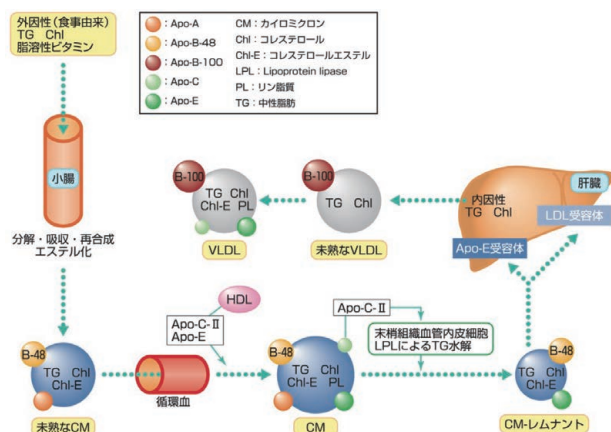 外因性（食事由来）
TG Chl
脂溶性ビタミン
：Apo-A
：Apo-B-48
：Apo-B-100
：Apo-C
：Apo-E
CM：カイロミクロン
Chl：コレステロール
Chl-E：コレステロールエステル
LPL：Lipoprotein lipase
PL：リン脂質
TG：中性脂肪
小腸
分解・吸収・再合成
エステル化
B-100
TG Chl
Chl-E PL
VLDL
B-100
TG Chl
未熟なVLDL
肝臓
内因性
TG Chl
LDL受容体
Apo-E受容体
B-48
TG Chl
Chl-E
未熟なCM
循環血
HDL
Apo-C-Ⅱ
Apo-E
B-48
TG Chl
Chl-E PL
CM
Apo-C-Ⅱ
末梢組織血管内皮細胞
LPLによるTG水解
B-48
TG Chl
Chl-E
CM-レムナント